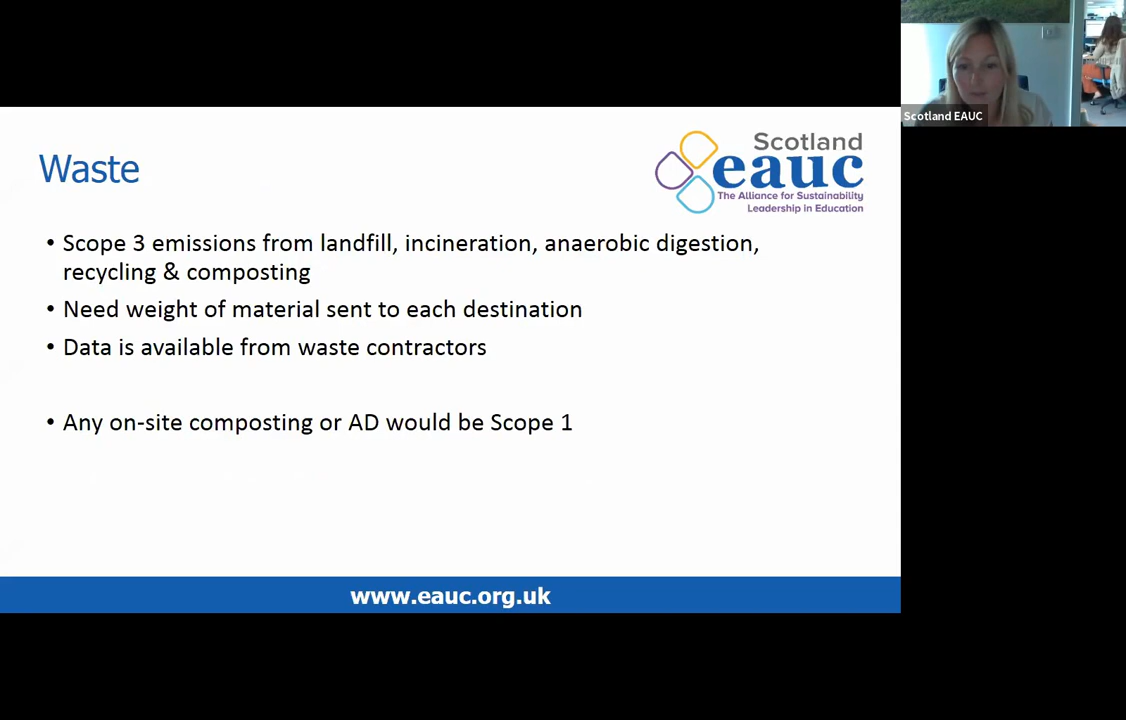 Scotland EAUC
Waste
Scotland
eauc
The Alliance for Sustainability
Leadership in Education
• Scope 3 emissions from landfill, incineration, anaerobic digestion,
recycling & composting
• Need weight of material sent to each destination
• Data is available from waste contractors
• Any on-site composting or AD would be Scope 1
www.eauc.org.uk